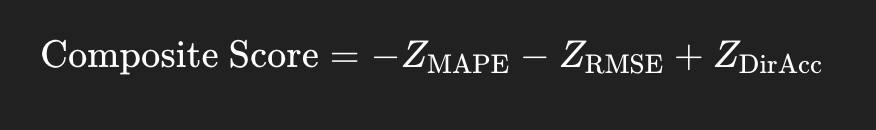 Composite Score = −Z_MAPE − Z_RMSE + Z_DirAcc